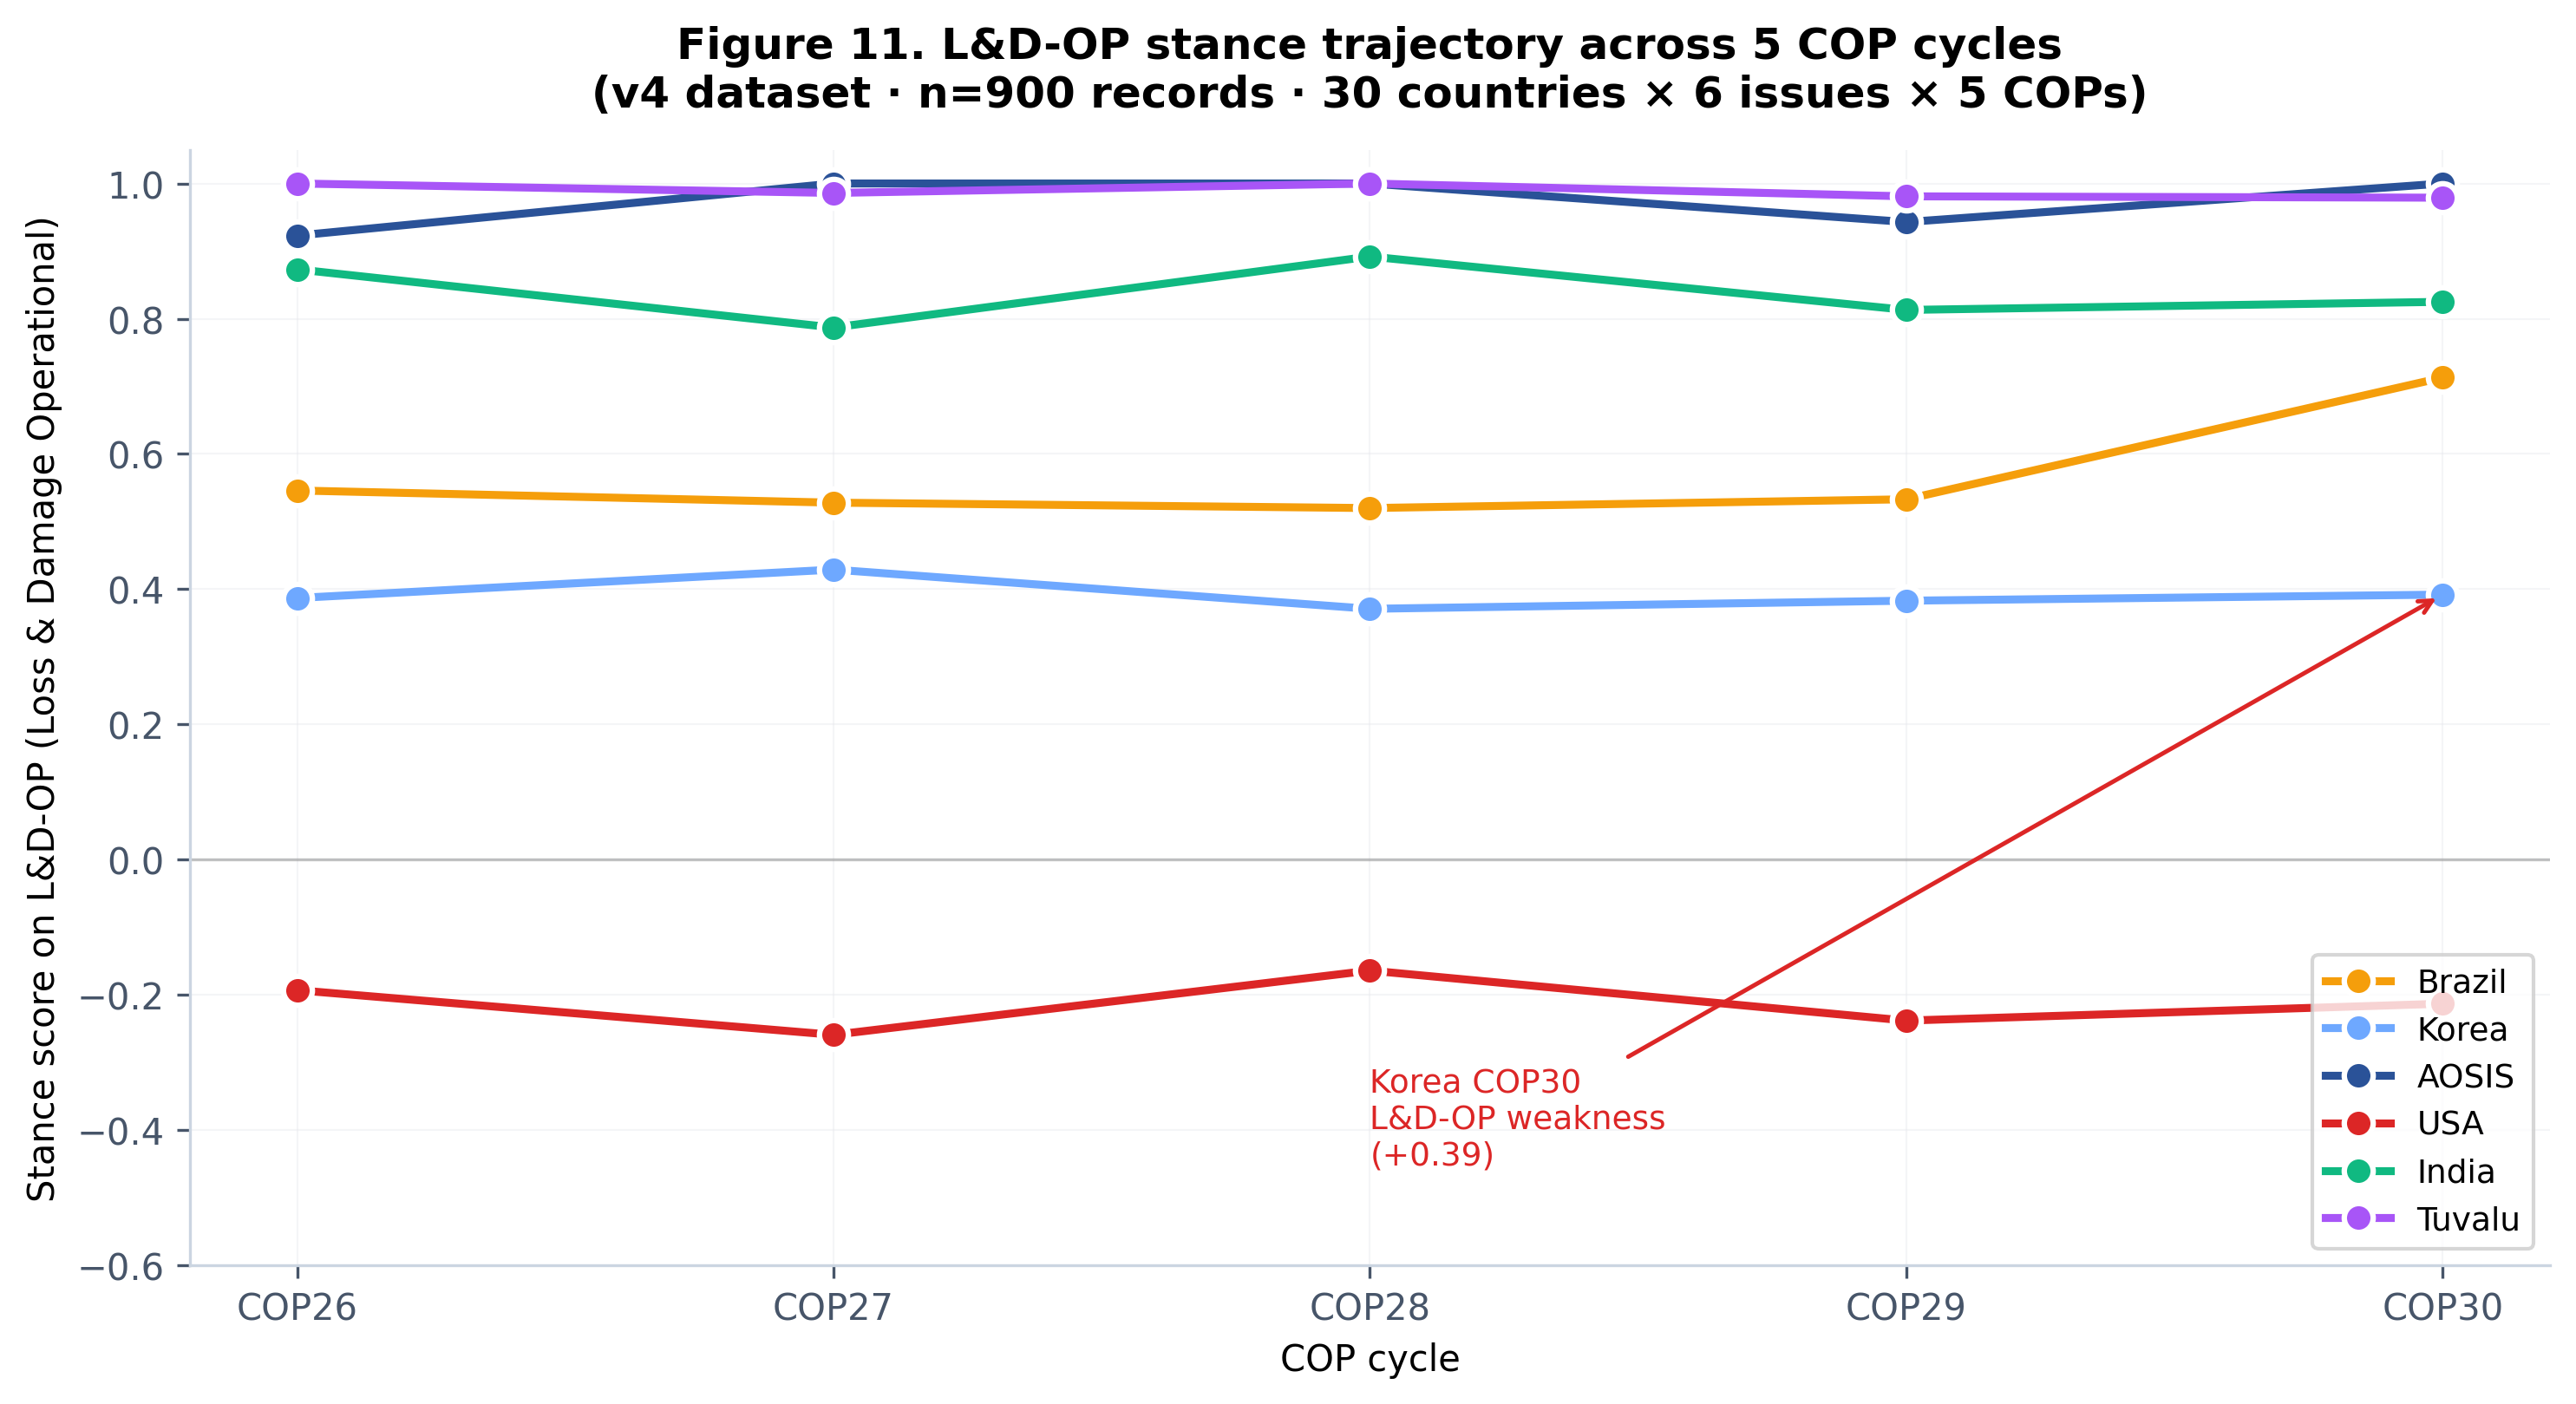 Figure 11. L&D-OP stance trajectory across 5 COP cycles
(v4 dataset · n=900 records · 30 countries × 6 issues × 5 COPs)
Stance score on L&D-OP (Loss & Damage Operational)
1.0
0.8
0.6
0.4
0.2
0.0
−0.2
−0.4
−0.6
Korea COP30
L&D-OP weakness
(+0.39)
Brazil
Korea
AOSIS
USA
India
Tuvalu
COP26
COP27
COP28
COP29
COP30
COP cycle